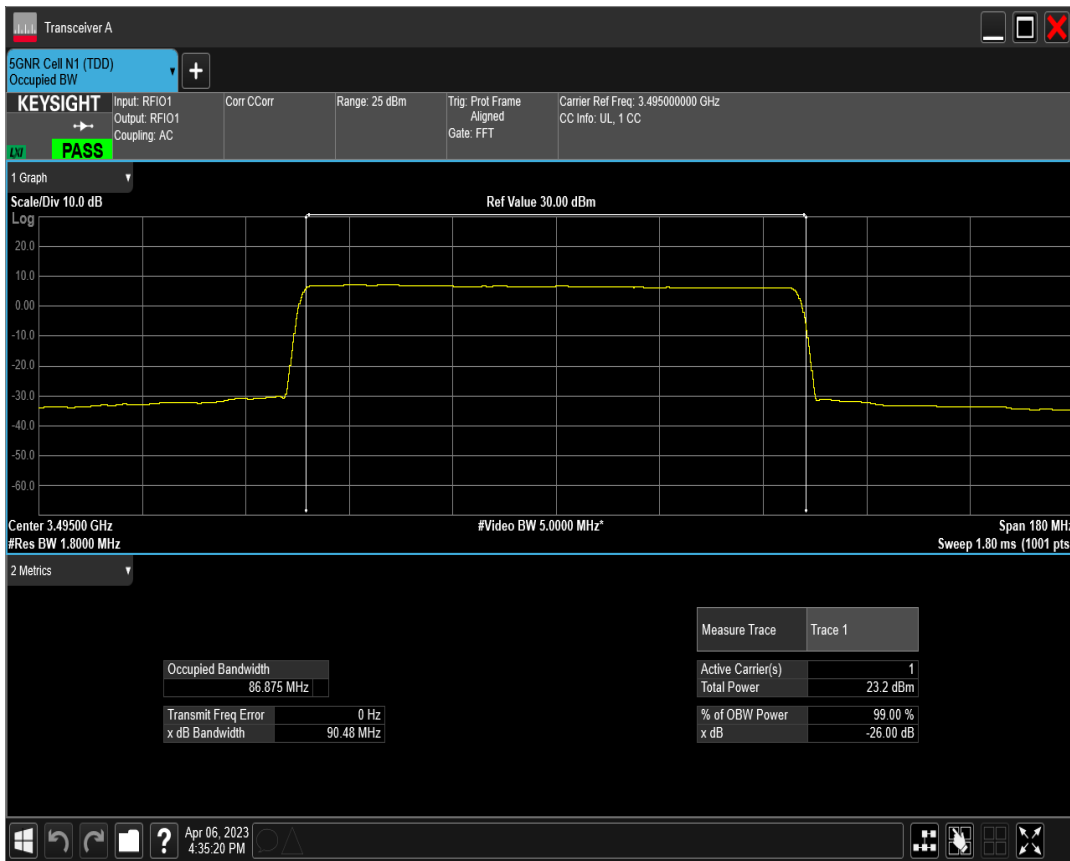 Transceiver A
5GNR Cell N1 (TDD)
Occupied BW
+
KEYSIGHT
LXI
PASS
Input: RFIO1
Output: RFIO1
Coupling: AC
Corr CCorr
Range: 25 dBm
Trig: Prot Frame
Aligned
Gate: FFT
Carrier Ref Freq: 3.495000000 GHz
CC Info: UL, 1 CC
1 Graph
Scale/Div 10.0 dB
Ref Value 30.00 dBm
Log
20.0
10.0
0.00
-10.0
-20.0
-30.0
-40.0
-50.0
-60.0
Center 3.49500 GHz
#Video BW 5.0000 MHz*
Span 180 MHz
#Res BW 1.8000 MHz
Sweep 1.80 ms (1001 pts
2 Metrics
Measure Trace Trace 1
Occupied Bandwidth
86.875 MHz
Active Carrier(s) 1
Total Power 23.2 dBm
Transmit Freq Error 0 Hz
x dB Bandwidth 90.48 MHz
% of OBW Power 99.00 %
x dB -26.00 dB
?
Apr 06, 2023
4:35:20 PM